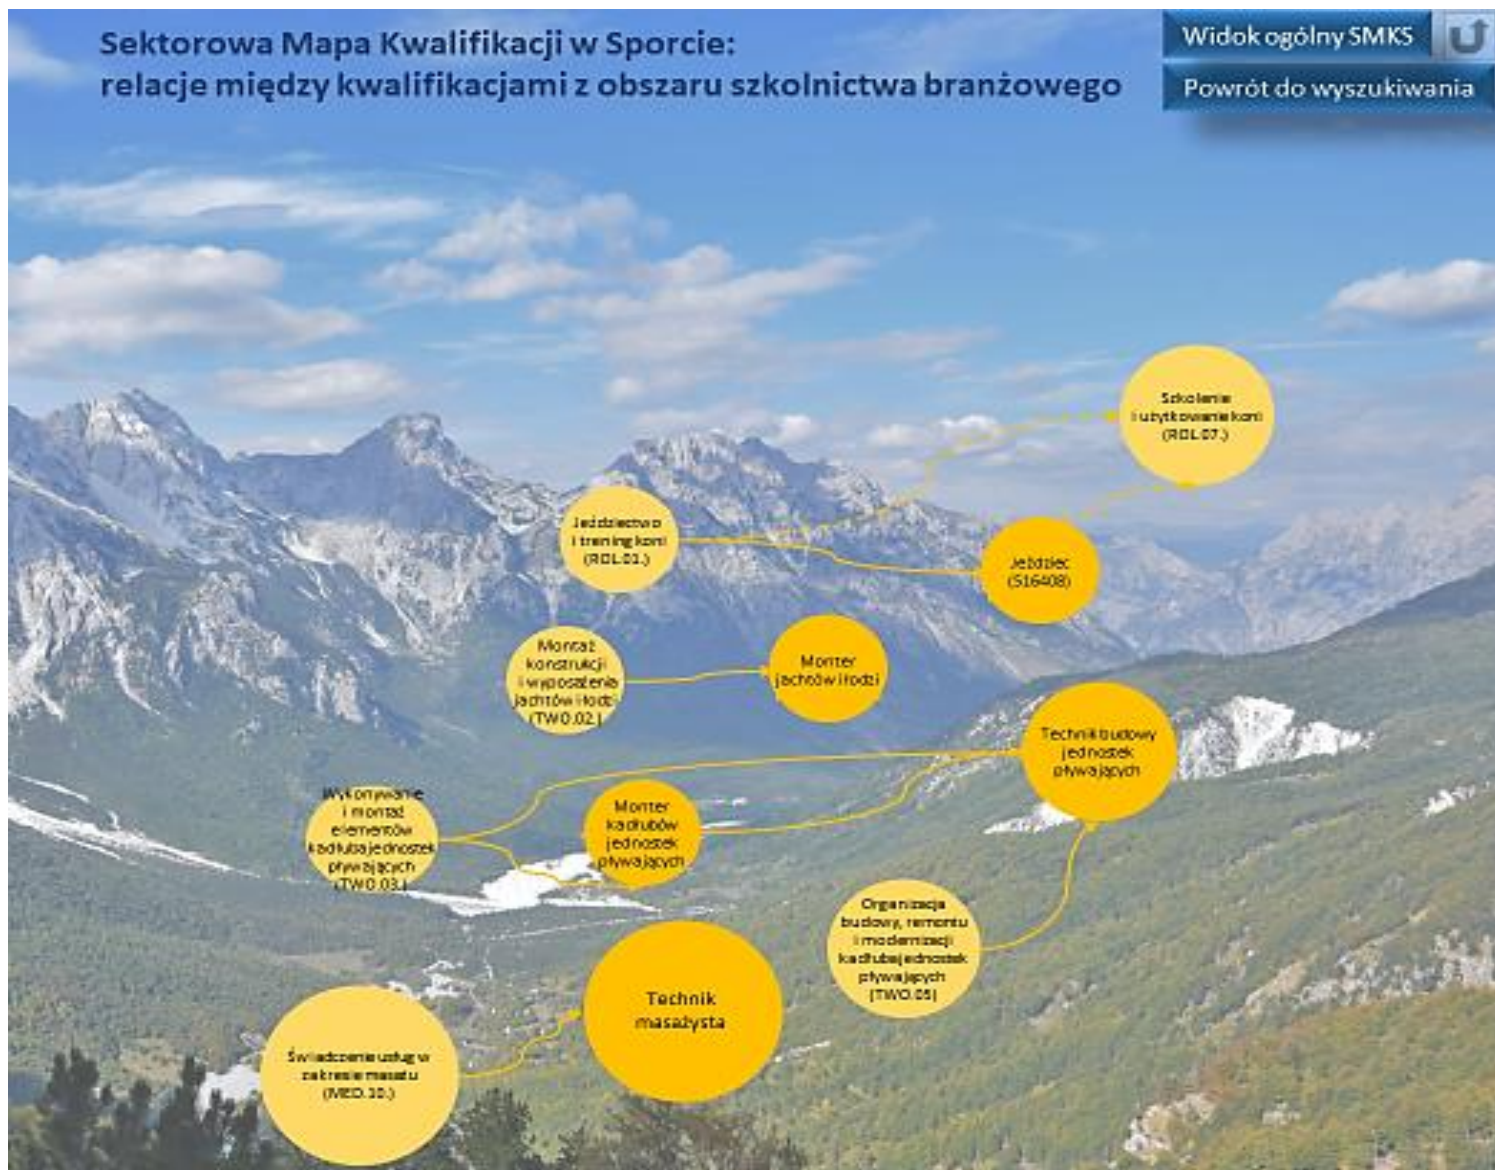 Sektorowa Mapa Kwalifikacji w Sporcie:
relacje między kwalifikacjami z obszaru szkolnictwa branżowego
Widok ogólny SMKS
Powrót do wyszukiwania
Szkolenie
i użytkowanie koni
(ROL.07.)
Jeździectwo
i trening koni
(ROL.01.)
Jeździec
(516408)
Montaż
konstrukcji
i wyposażenia
jachtów i łodzi
(TWO.02.)
Monter
jachtów i łodzi
Technik budowy
jednostek
pływających
Wykonywanie
i montaż
elementów
kadłuba jednostek
pływających
(TWO.03.)
Monter
kadłubów
jednostek
pływających
Organizacja
budowy, remontu
i modernizacji
kadłuba jednostek
pływających
(TWO.05)
Technik
masażysta
Świadczenie usług w
zakresie masażu
(MED.10.)